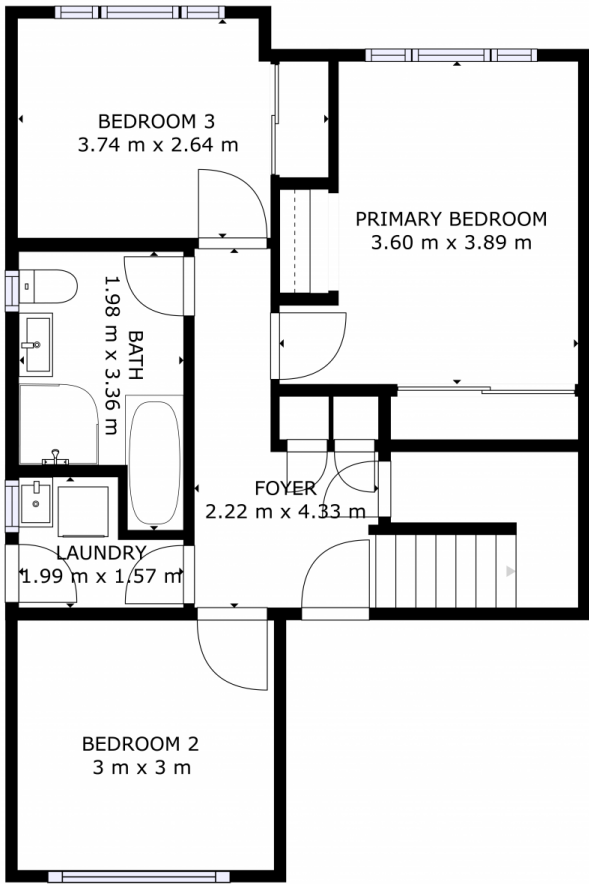 BEDROOM 3
3.74 m x 2.64 m
PRIMARY BEDROOM
3.60 m x 3.89 m
BATH
1.98 m x 3.36 m
FOYER
2.22 m x 4.33 m
LAUNDRY
1.99 m x 1.57 m
BEDROOM 2
3 m x 3 m